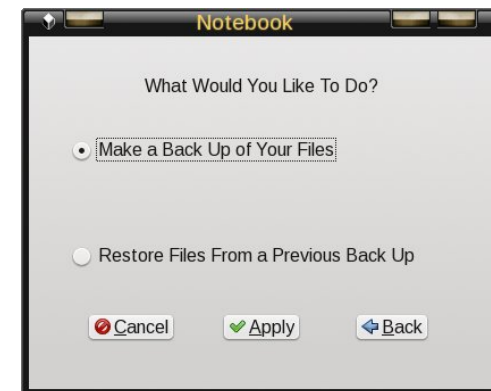 Notebook
What Would You Like To Do?
Make a Back Up of Your Files
Restore Files From a Previous Back Up
Cancel Apply Back